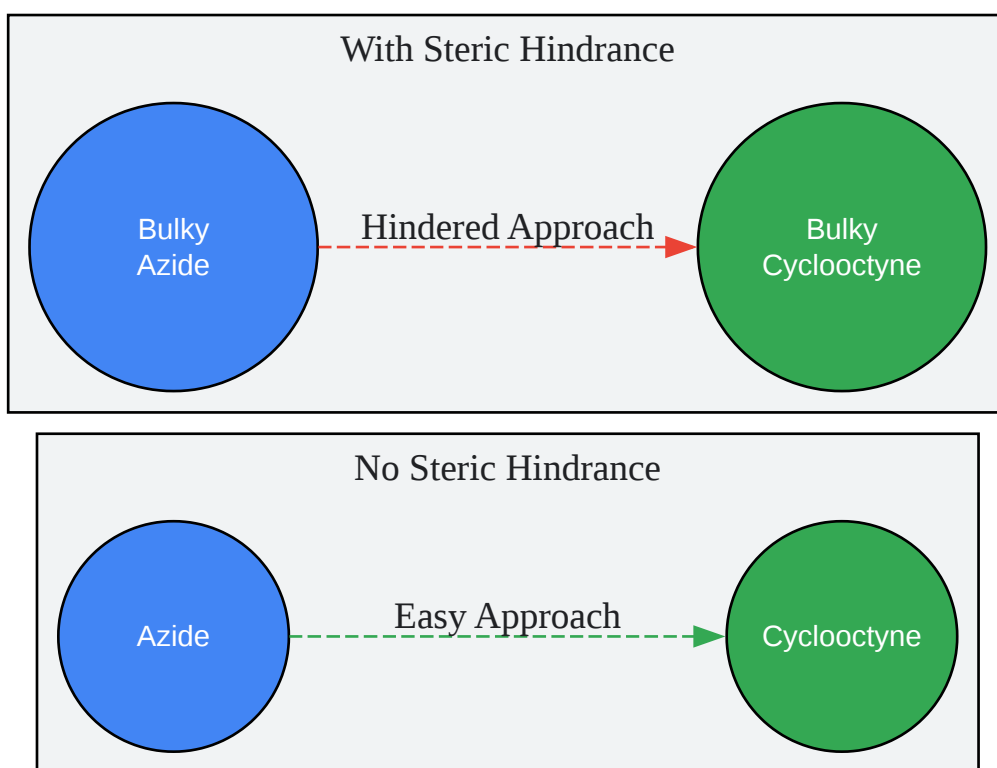 With Steric Hindrance
Bulky
Azide
Hindered Approach
Bulky
Cyclooctyne
No Steric Hindrance
Azide
Easy Approach
Cyclooctyne